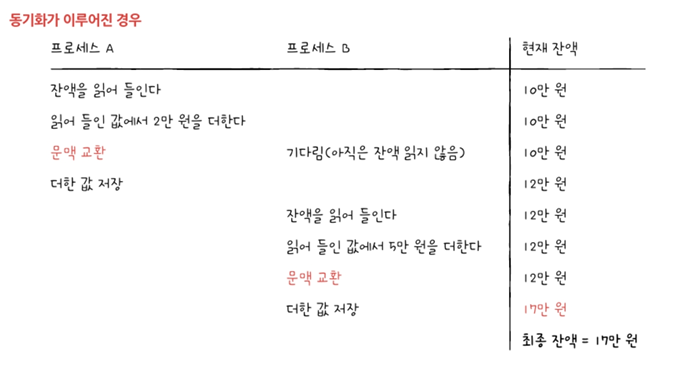 동기화가 이루어진 경우
프로세스 A 프로세스 B 현재 잔액
잔액을 읽어 들인다 10만 원
읽어 들인 값에서 2만 원을 더한다 10만 원
문맥 교환 기다림(아직은 잔액 읽지 않음) 10만 원
더한 값 저장 12만 원
잔액을 읽어 들인다 12만 원
읽어 들인 값에서 5만 원을 더한다 12만 원
문맥 교환 12만 원
더한 값 저장 17만 원
최종 잔액 = 17만 원